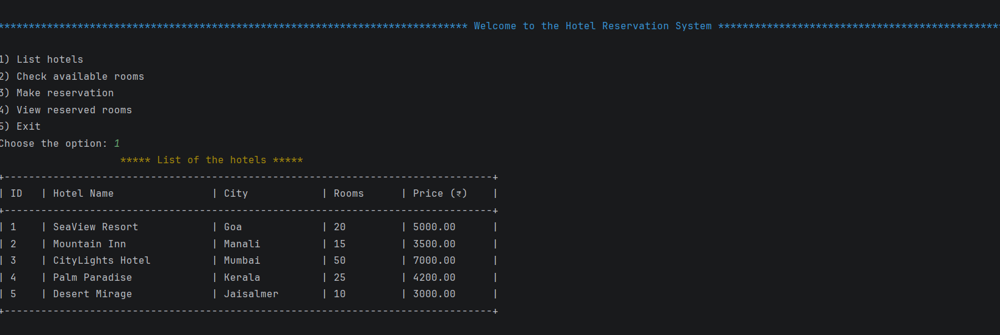 ***************************************************************************** Welcome to the Hotel Reservation System **********************************************
1) List hotels
2) Check available rooms
3) Make reservation
4) View reserved rooms
5) Exit
Choose the option: 1
***** List of the hotels *****
+--------------------------------------------------------------------------------+
| ID   | Hotel Name                | City            | Rooms      | Price (₹)    |
+--------------------------------------------------------------------------------+
| 1    | SeaView Resort            | Goa             | 20         | 5000.00      |
| 2    | Mountain Inn              | Manali          | 15         | 3500.00      |
| 3    | CityLights Hotel          | Mumbai          | 50         | 7000.00      |
| 4    | Palm Paradise             | Kerala          | 25         | 4200.00      |
| 5    | Desert Mirage             | Jaisalmer       | 10         | 3000.00      |
+--------------------------------------------------------------------------------+